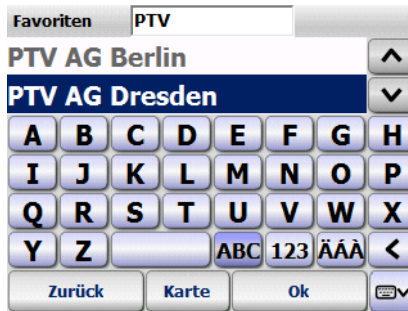 Favoriten PTV
PTV AG Berlin
PTV AG Dresden
A B C D E F G H
I J K L M N O P
Q R S T U V W X
Y Z ABC 123 ÄÁÀ <
Zurück Karte Ok